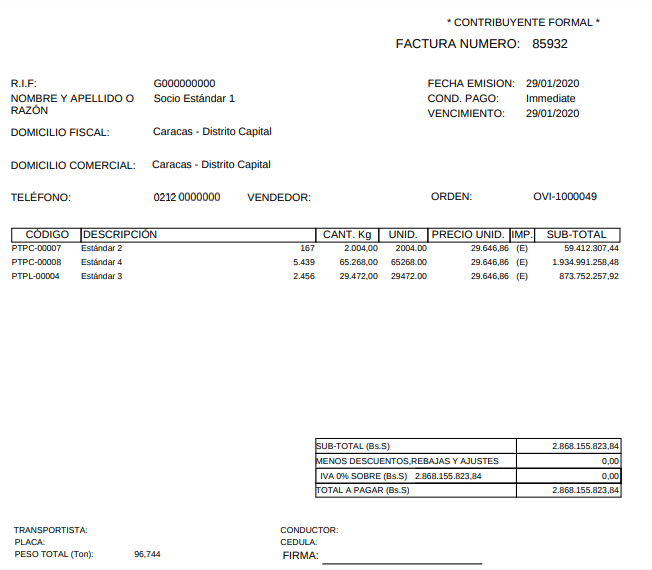 * CONTRIBUYENTE FORMAL *
FACTURA NUMERO: 85932
R.I.F: G000000000 FECHA EMISION: 29/01/2020
NOMBRE Y APELLIDO O Socio Estándar 1 COND. PAGO: Immediate
RAZÓN VENCIMIENTO: 29/01/2020
DOMICILIO FISCAL: Caracas - Distrito Capital
DOMICILIO COMERCIAL: Caracas - Distrito Capital
TELÉFONO: 0212 0000000 VENDEDOR: ORDEN: OVI-1000049
CÓDIGO DESCRIPCIÓN CANT. Kg UNID. PRECIO UNID. IMP. SUB-TOTAL
PTPC-00007 Estándar 2 167 2.004,00 2004.00 29.646,86 (E) 59.412.307,44
PTPC-00008 Estándar 4 5.439 65.268,00 65268.00 29.646,86 (E) 1.934.991.258,48
PTPL-00004 Estándar 3 2.456 29.472,00 29472.00 29.646,86 (E) 873.752.257,92
SUB-TOTAL (Bs.S) 2.868.155.823,84
MENOS DESCUENTOS,REBAJAS Y AJUSTES 0,00
IVA 0% SOBRE (Bs.S) 2.868.155.823,84 0,00
TOTAL A PAGAR (Bs.S) 2.868.155.823,84
TRANSPORTISTA: CONDUCTOR:
PLACA: CEDULA:
PESO TOTAL (Ton): 96,744 FIRMA: